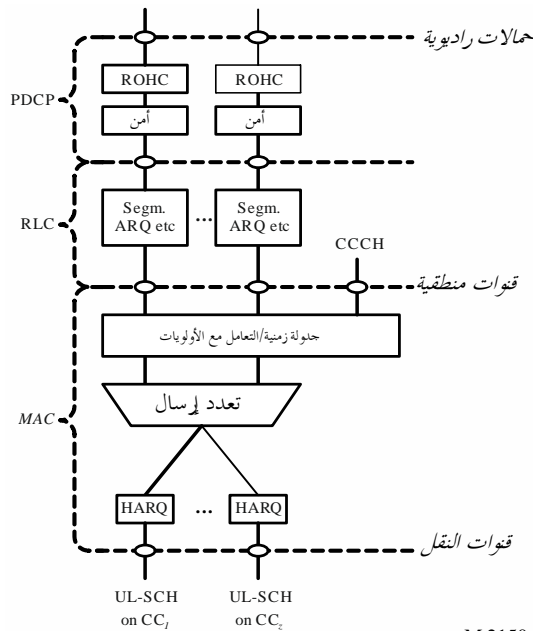 حمالات راديوية
ROHC
ROHC
PDCP
أمن
أمن
Segm.
ARQ etc
...
Segm.
ARQ etc
RLC
CCCH
قنوات منطقية
جدولة زمنية/التعامل مع الأولويات
تعدد إرسال
MAC
HARQ
...
HARQ
قنوات النقل
UL-SCH
on CC1
UL-SCH
on CCz